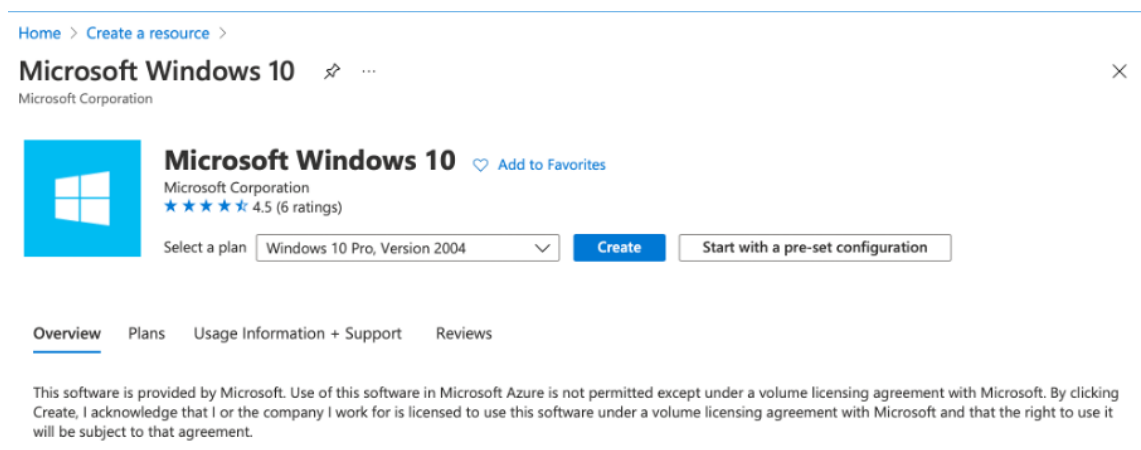 Home > Create a resource >
Microsoft Windows 10 ...
Microsoft Corporation
Microsoft Windows 10 Add to Favorites
Microsoft Corporation
4.5 (6 ratings)
Select a plan Windows 10 Pro, Version 2004 Create Start with a pre-set configuration
Overview Plans Usage Information + Support Reviews
This software is provided by Microsoft. Use of this software in Microsoft Azure is not permitted except under a volume licensing agreement with Microsoft. By clicking
Create, I acknowledge that I or the company I work for is licensed to use this software under a volume licensing agreement with Microsoft and that the right to use it
will be subject to that agreement.